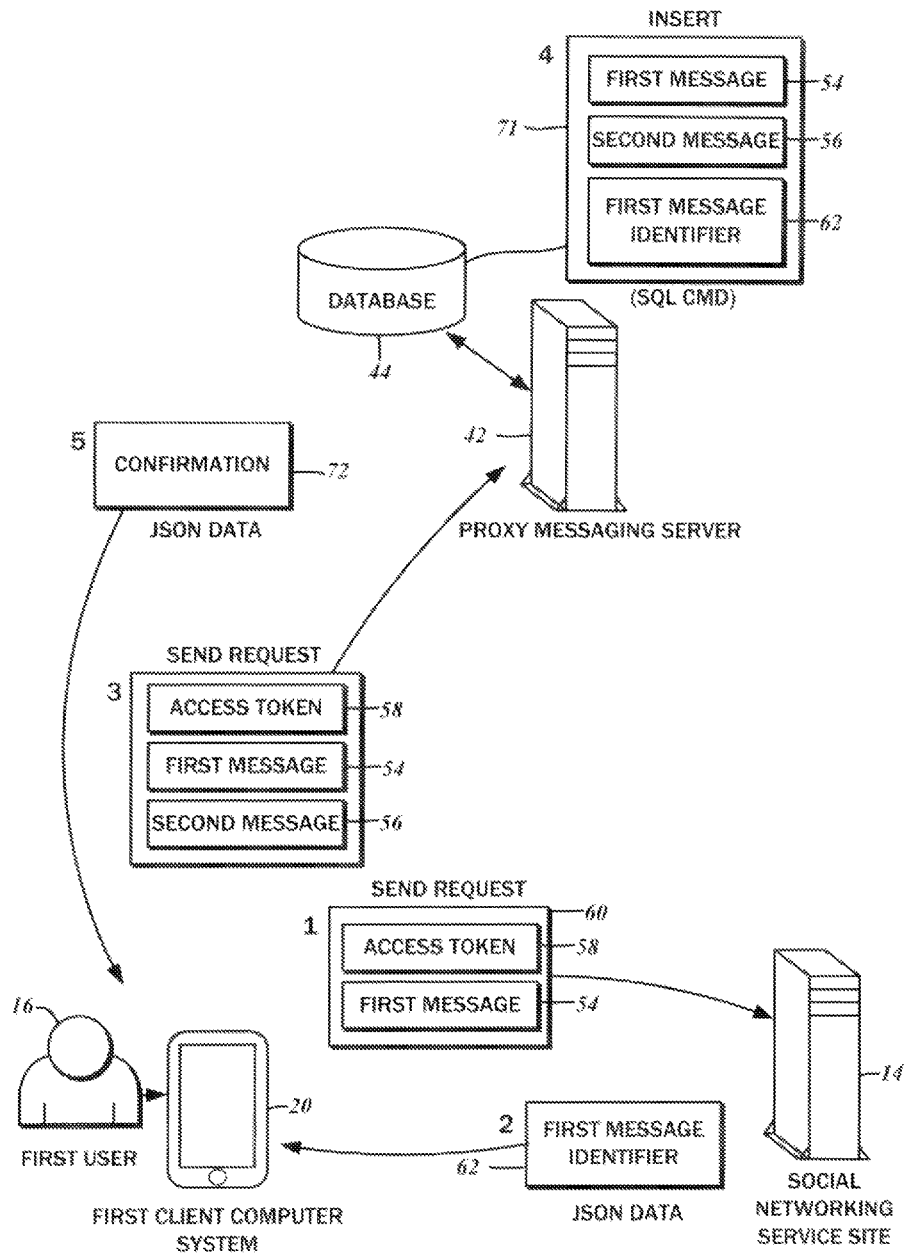 INSERT
4
FIRST MESSAGE
54
71
SECOND MESSAGE
56
FIRST MESSAGE
IDENTIFIER
62
(SQL CMD)
DATABASE
44
42
PROXY MESSAGING SERVER
5
CONFIRMATION
72
JSON DATA
SEND REQUEST
3
ACCESS TOKEN
58
FIRST MESSAGE
54
SECOND MESSAGE
56
SEND REQUEST
1
60
ACCESS TOKEN
58
FIRST MESSAGE
54
16
FIRST USER
20
FIRST CLIENT COMPUTER
SYSTEM
2
FIRST MESSAGE
IDENTIFIER
62
JSON DATA
14
SOCIAL
NETWORKING
SERVICE SITE